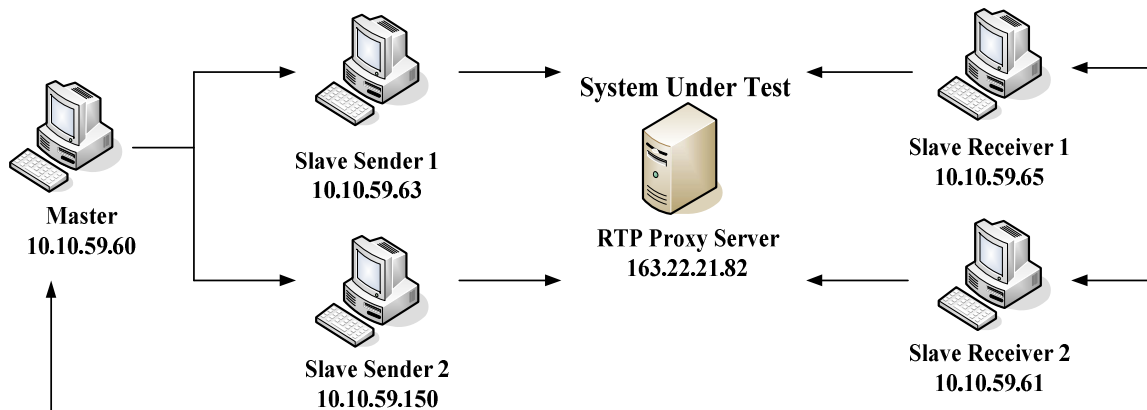 Master
10.10.59.60
Slave Sender 1
10.10.59.63
Slave Sender 2
10.10.59.150
System Under Test
RTP Proxy Server
163.22.21.82
Slave Receiver 1
10.10.59.65
Slave Receiver 2
10.10.59.61